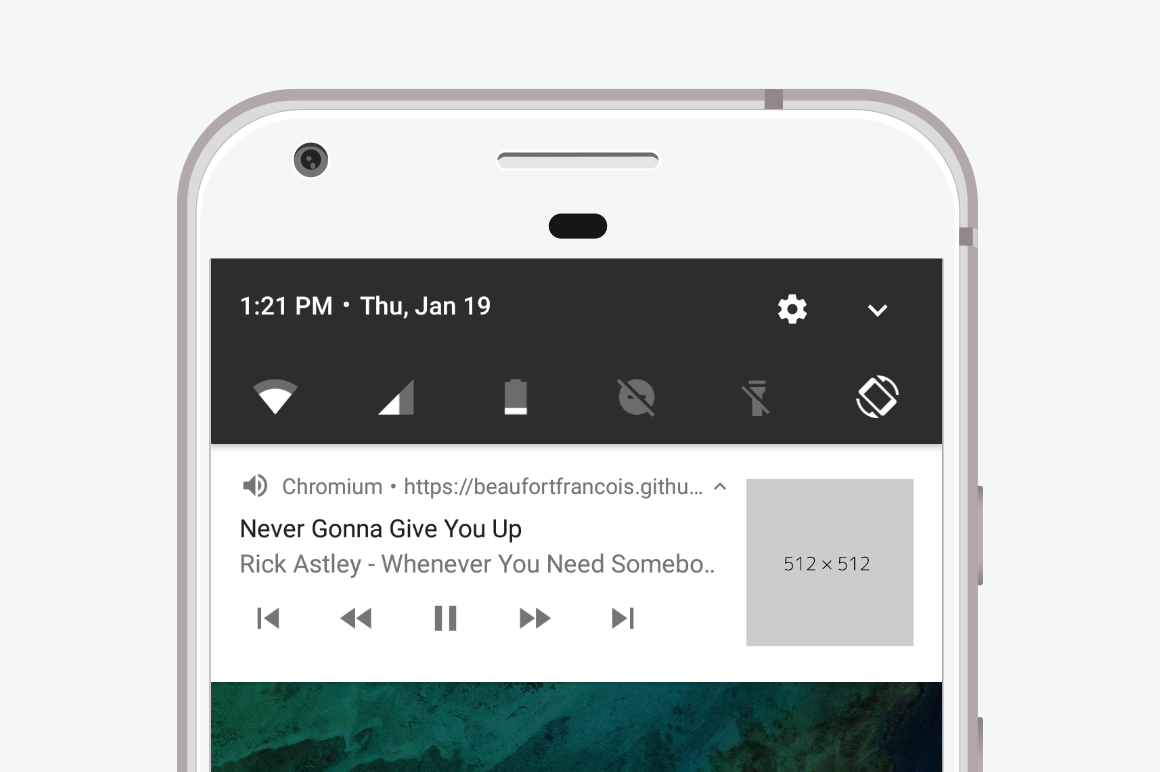 1:21 PM • Thu, Jan 19
Chromium • https://beaufortfrancois.githu...
Never Gonna Give You Up
Rick Astley - Whenever You Need Somebo..
512 × 512